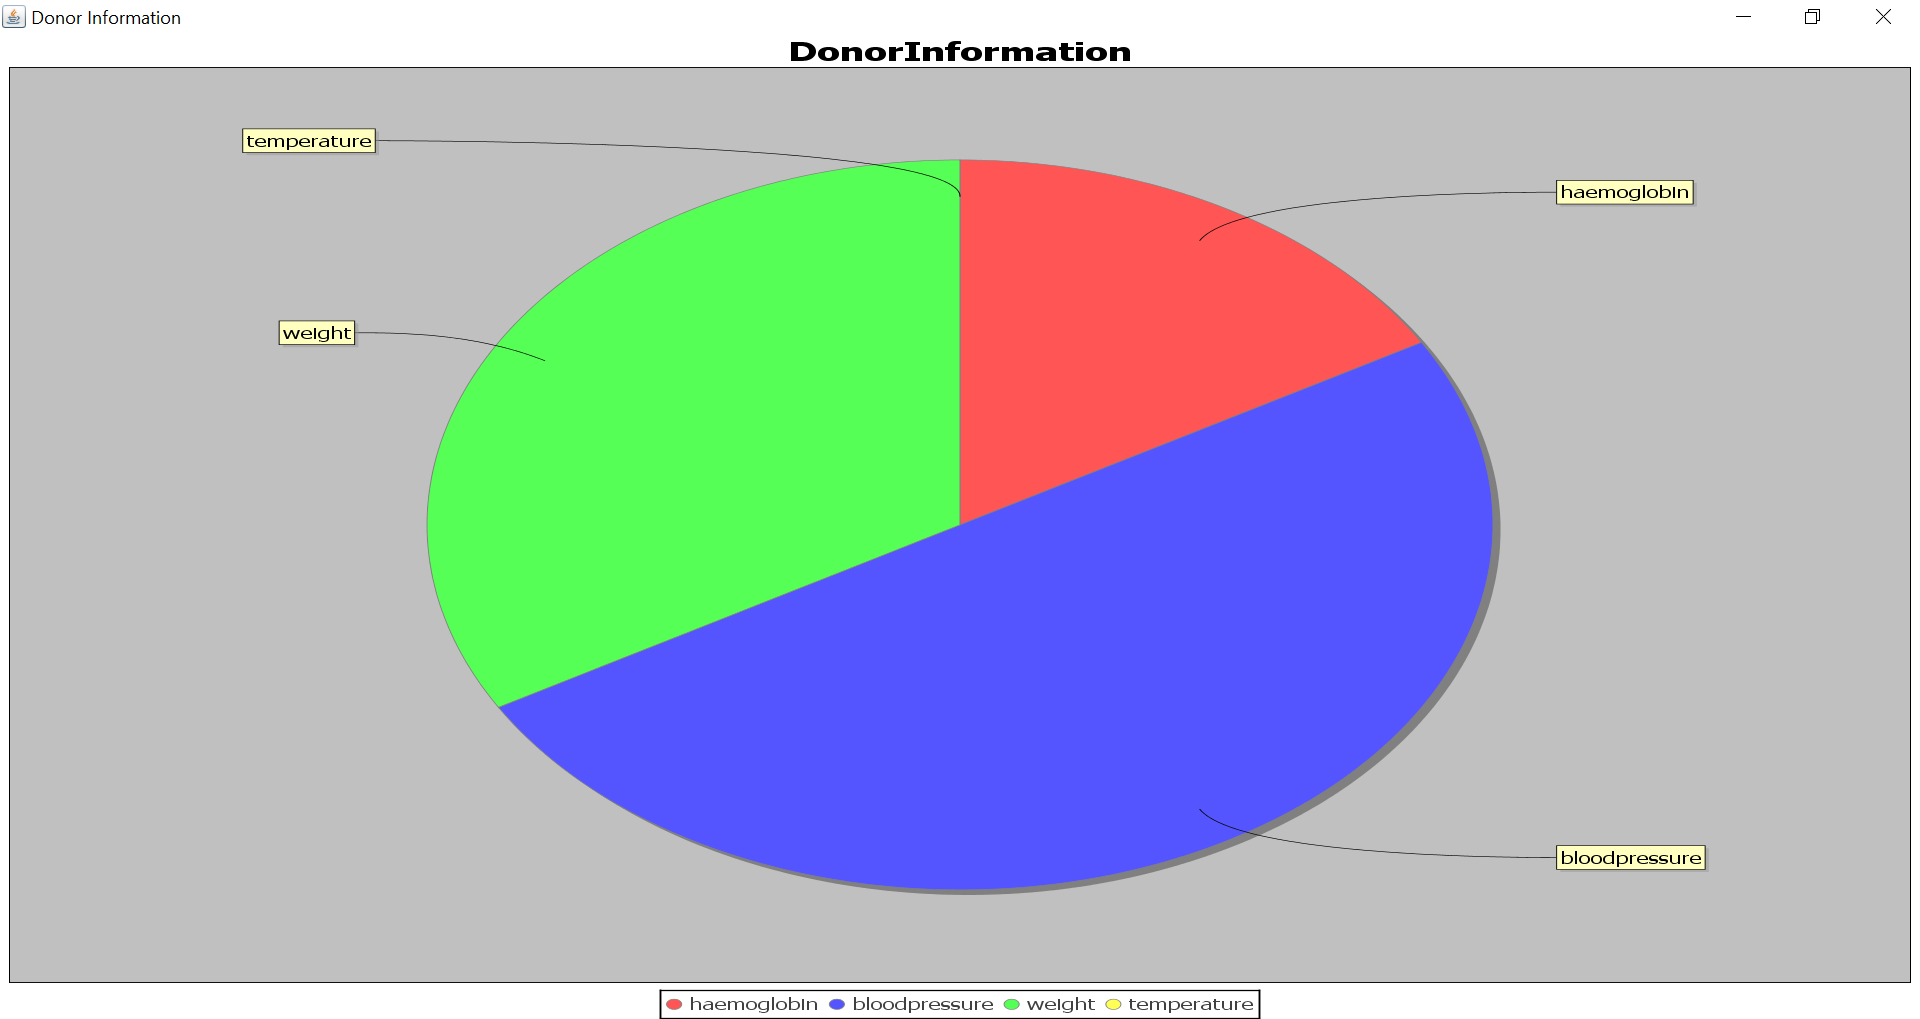 Donor Information
DonorInformation
temperature
haemoglobin
weight
bloodpressure
haemoglobin bloodpressure weight temperature